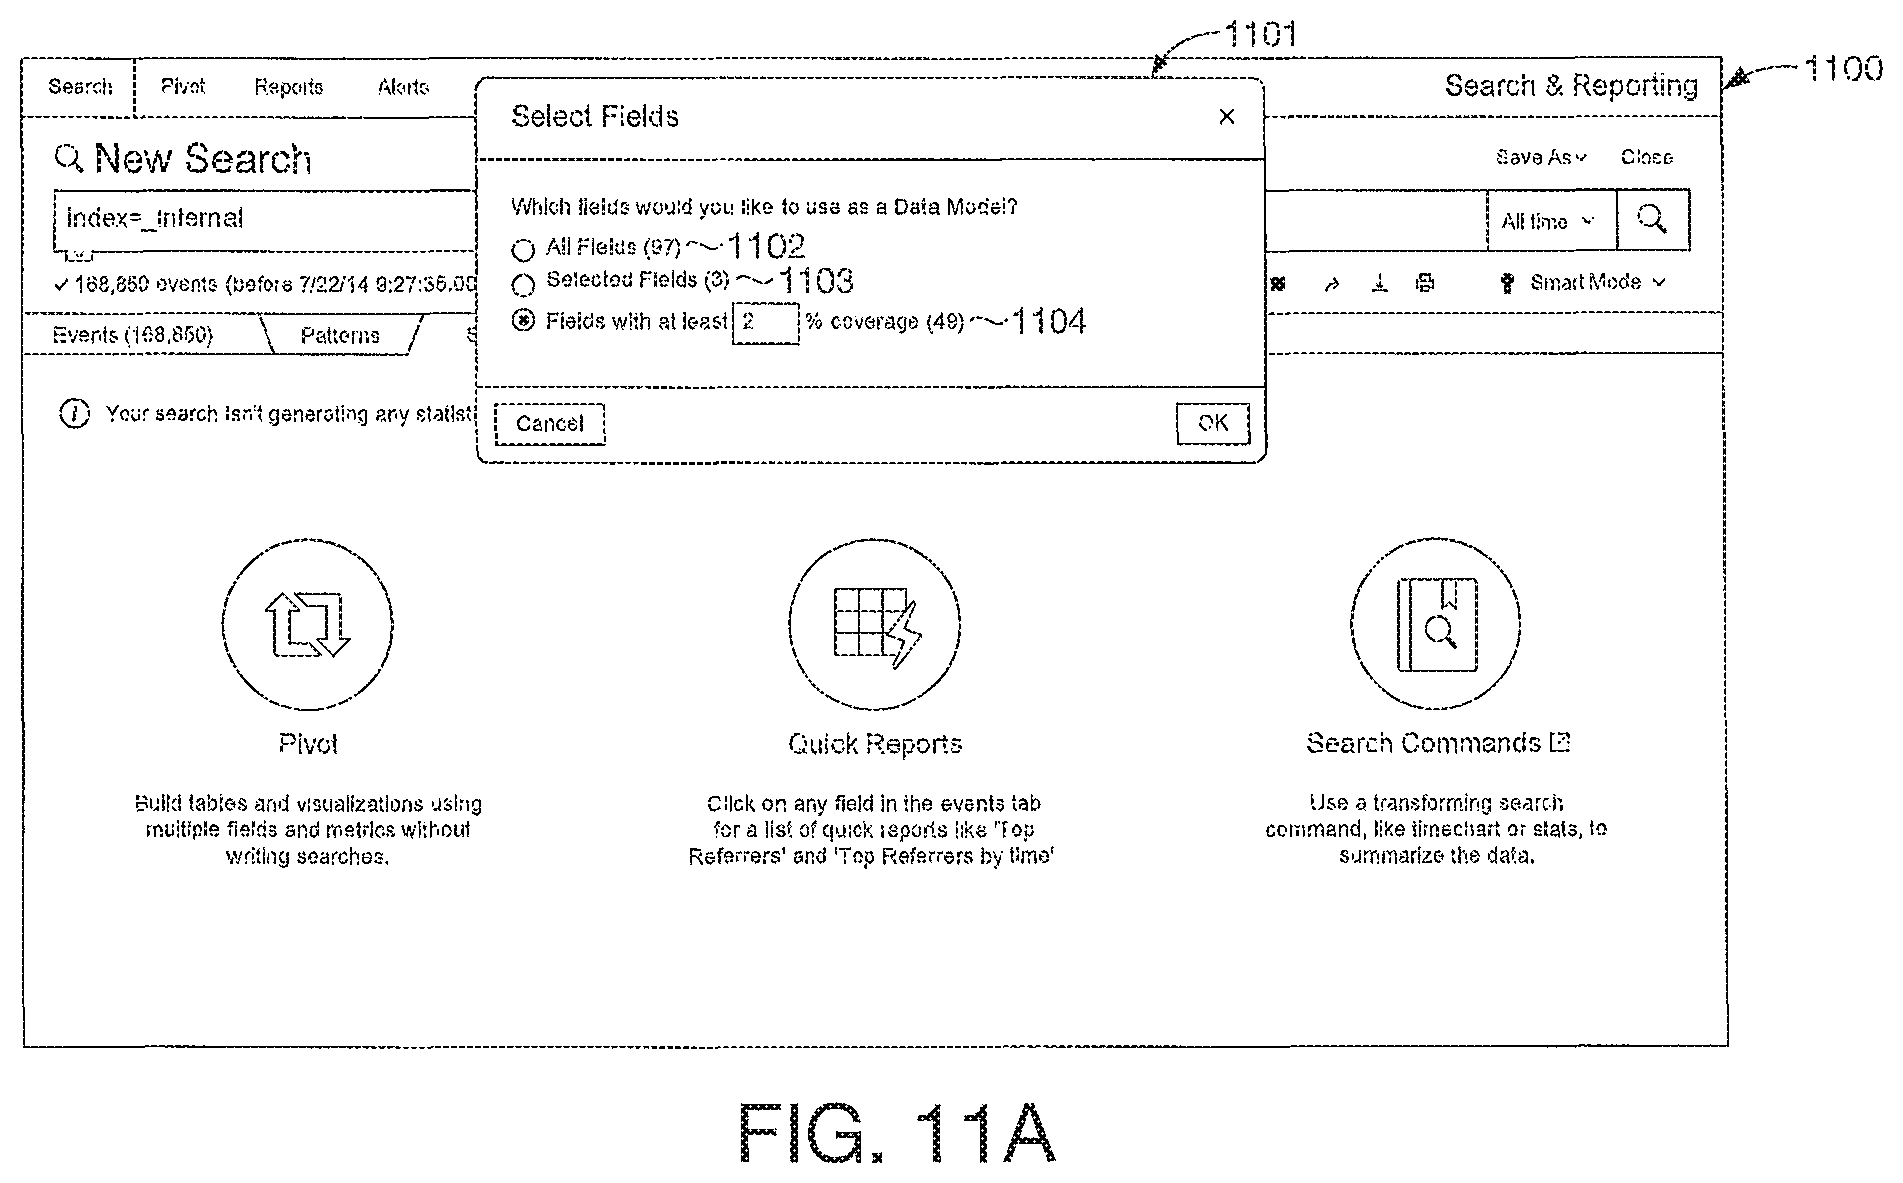 1101
1100
Search Pivot Reports Alerts
Search & Reporting
Select Fields
×
New Search
Save As Close
index=_internal
All time
Which fields would you like to use as a Data Model?
All Fields (97) 1102
Selected Fields (3) 1103
Fields with at least 2 % coverage (49) 1104
168,850 events (before 7/22/14 9:27:35.00
Smart Mode
Events (168,850) Patterns S
Your search isn't generating any statist
Cancel OK
Pivot
Build tables and visualizations using
multiple fields and metrics without
writing searches.
Quick Reports
Click on any field in the events tab
for a list of quick reports like 'Top
Referrers' and 'Top Referrers by time'
Search Commands
Use a transforming search
command, like timechart or stats, to
summarize the data.
FIG. 11A